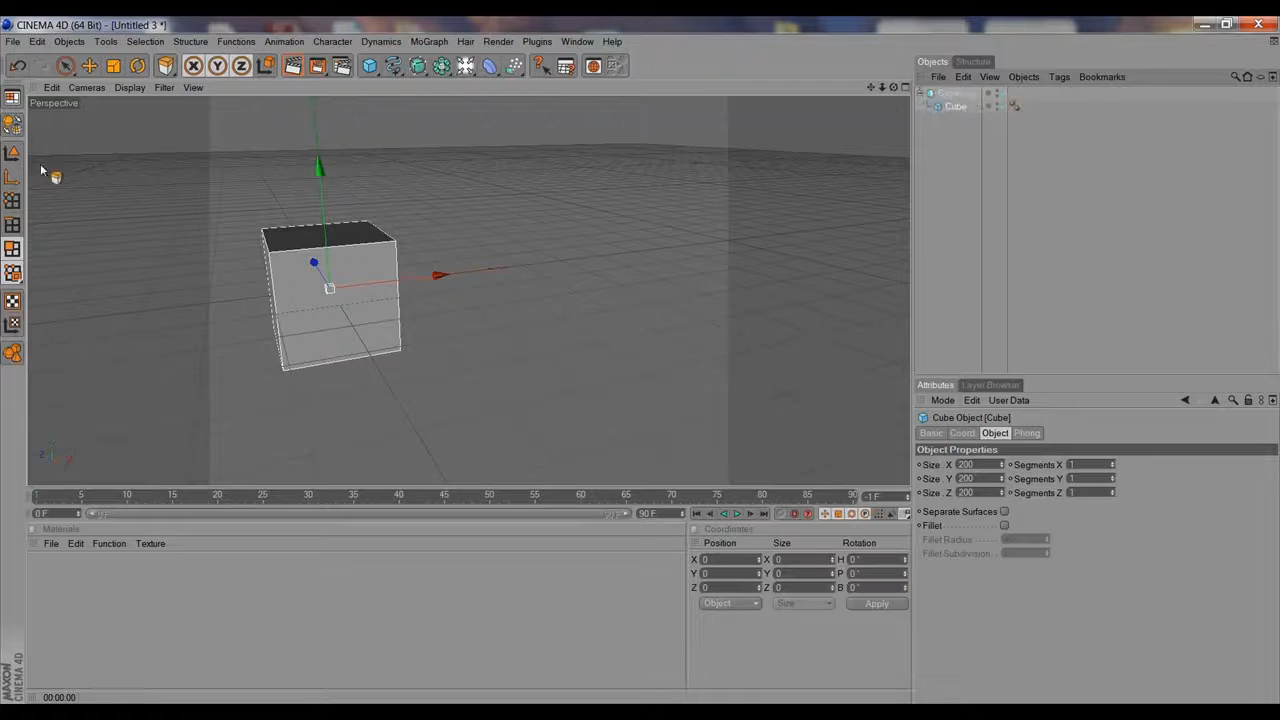 CINEMA 4D (64 Bit) - [Untitled 3 *]
File Edit Objects Tools Selection Structure Functions Animation Character Dynamics MoGraph Hair Render Plugins Window Help
X Y Z
Edit Cameras Display Filter View
Perspective
Objects Structure
File Edit View Objects Tags Bookmarks
Cube
Attributes Layer Browser
Mode Edit User Data
Cube Object [Cube]
Basic Coord Object Phong
Object Properties
Size . X 200 Segments X 1
Size . Y 200 Segments Y 1
Size . Z 200 Segments Z 1
Separate Surfaces
Fillet
Fillet Radius
Fillet Subdivision
1 5 10 15 20 25 30 35 40 45 50 55 60 65 70 75 80 85 90 -1 F
0 F 90 F 90 F
Materials
File Edit Function Texture
Coordinates
Position Size Rotation
X 0 X 0 H 0 °
Y 0 Y 0 P 0 °
Z 0 Z 0 B 0 °
Object Size Apply
MAXON
CINEMA 4D
00:00:00